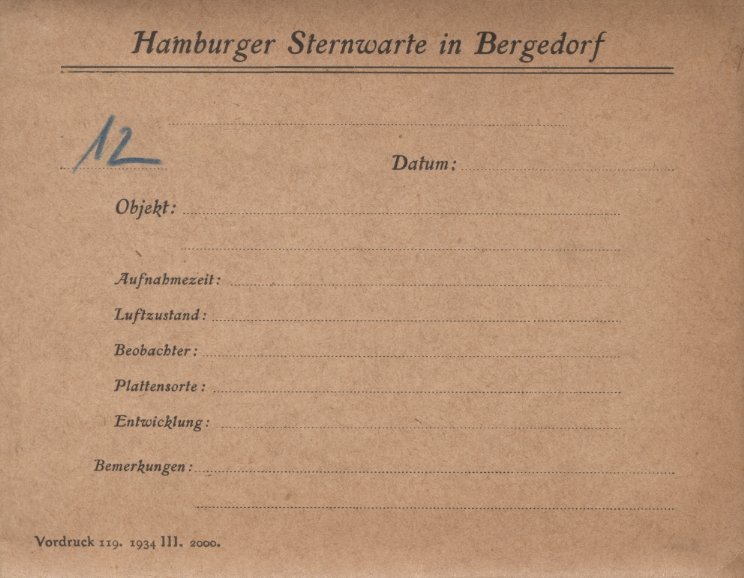 Hamburger Sternwarte in Bergedorf
12
Datum:
Objekt:
Aufnahmezeit:
Luftzustand:
Beobachter:
Plattensorte:
Entwicklung:
Bemerkungen:
Vordruck 119. 1934 III. 2000.